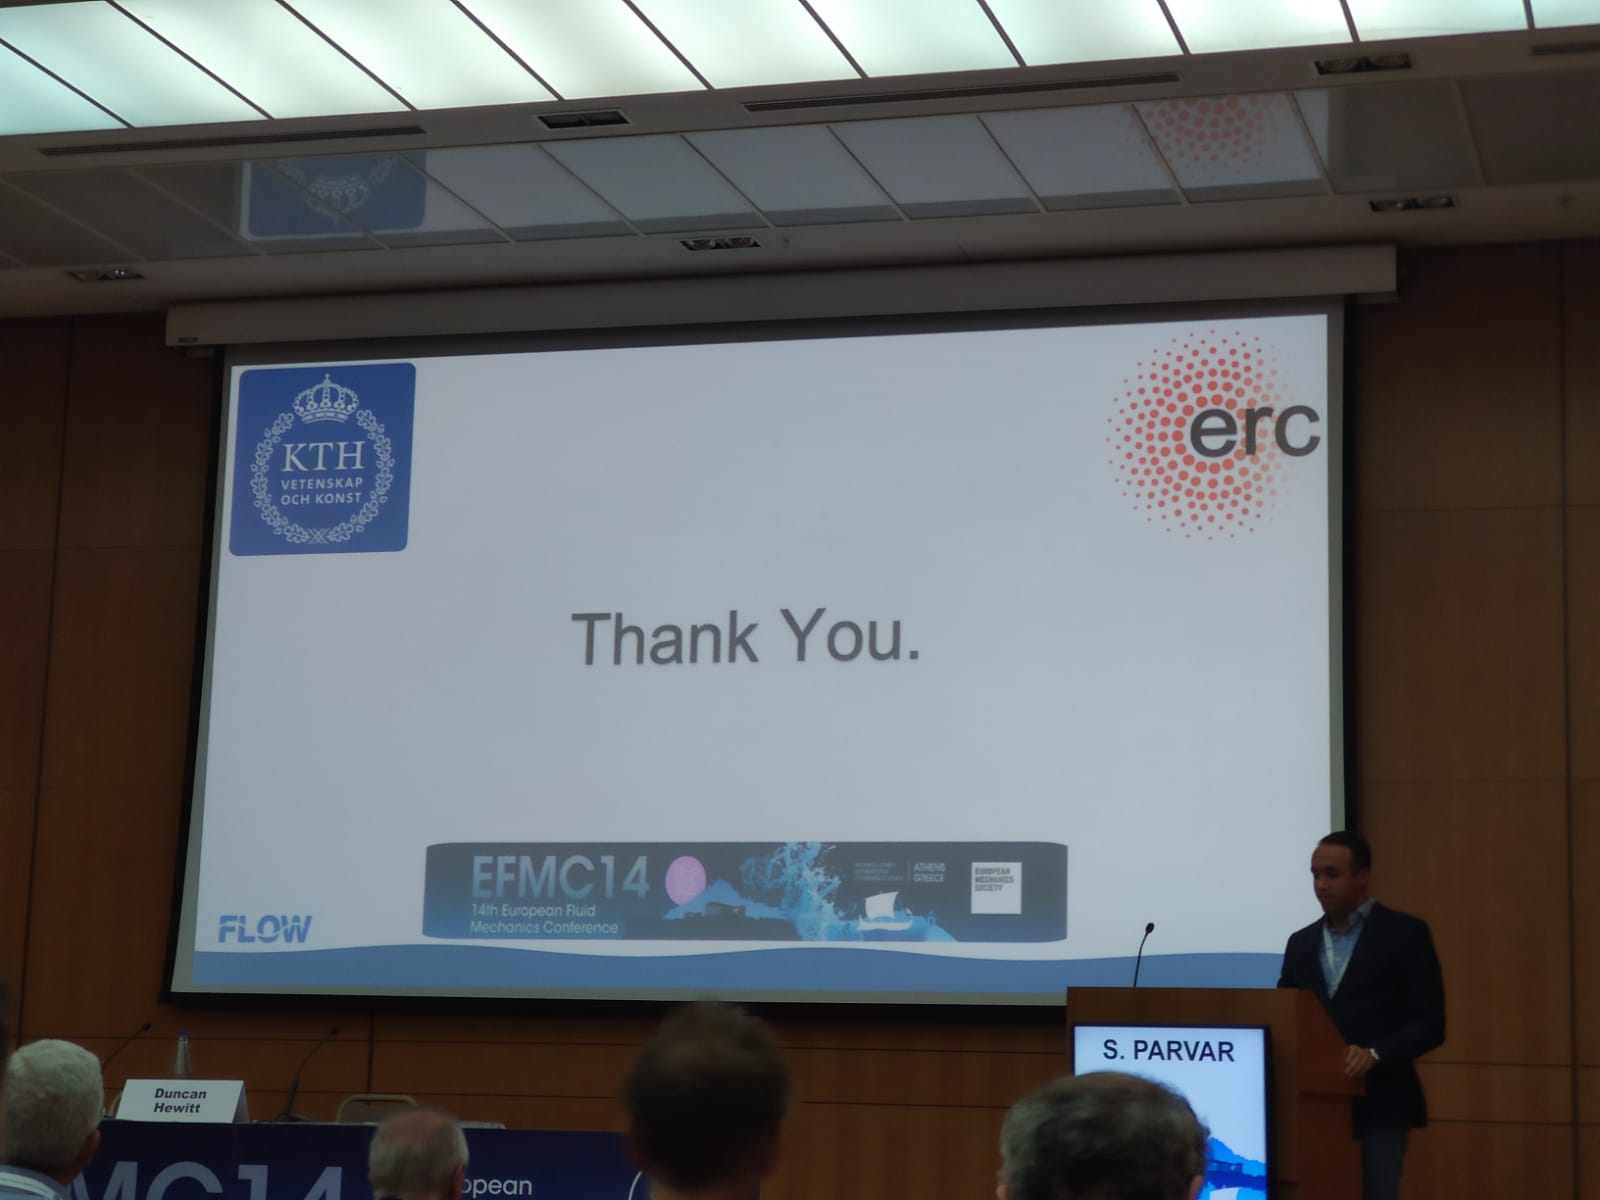 KTH
VETENSKAP
OCH KONST
erc
Thank You.
EFMC14
14th European Fluid
Mechanics Conference
ATHENS
GREECE
EUROPEAN
MECHANICS
SOCIETY
FLOW
S. PARVAR
Duncan
Hewitt
MC14
opean